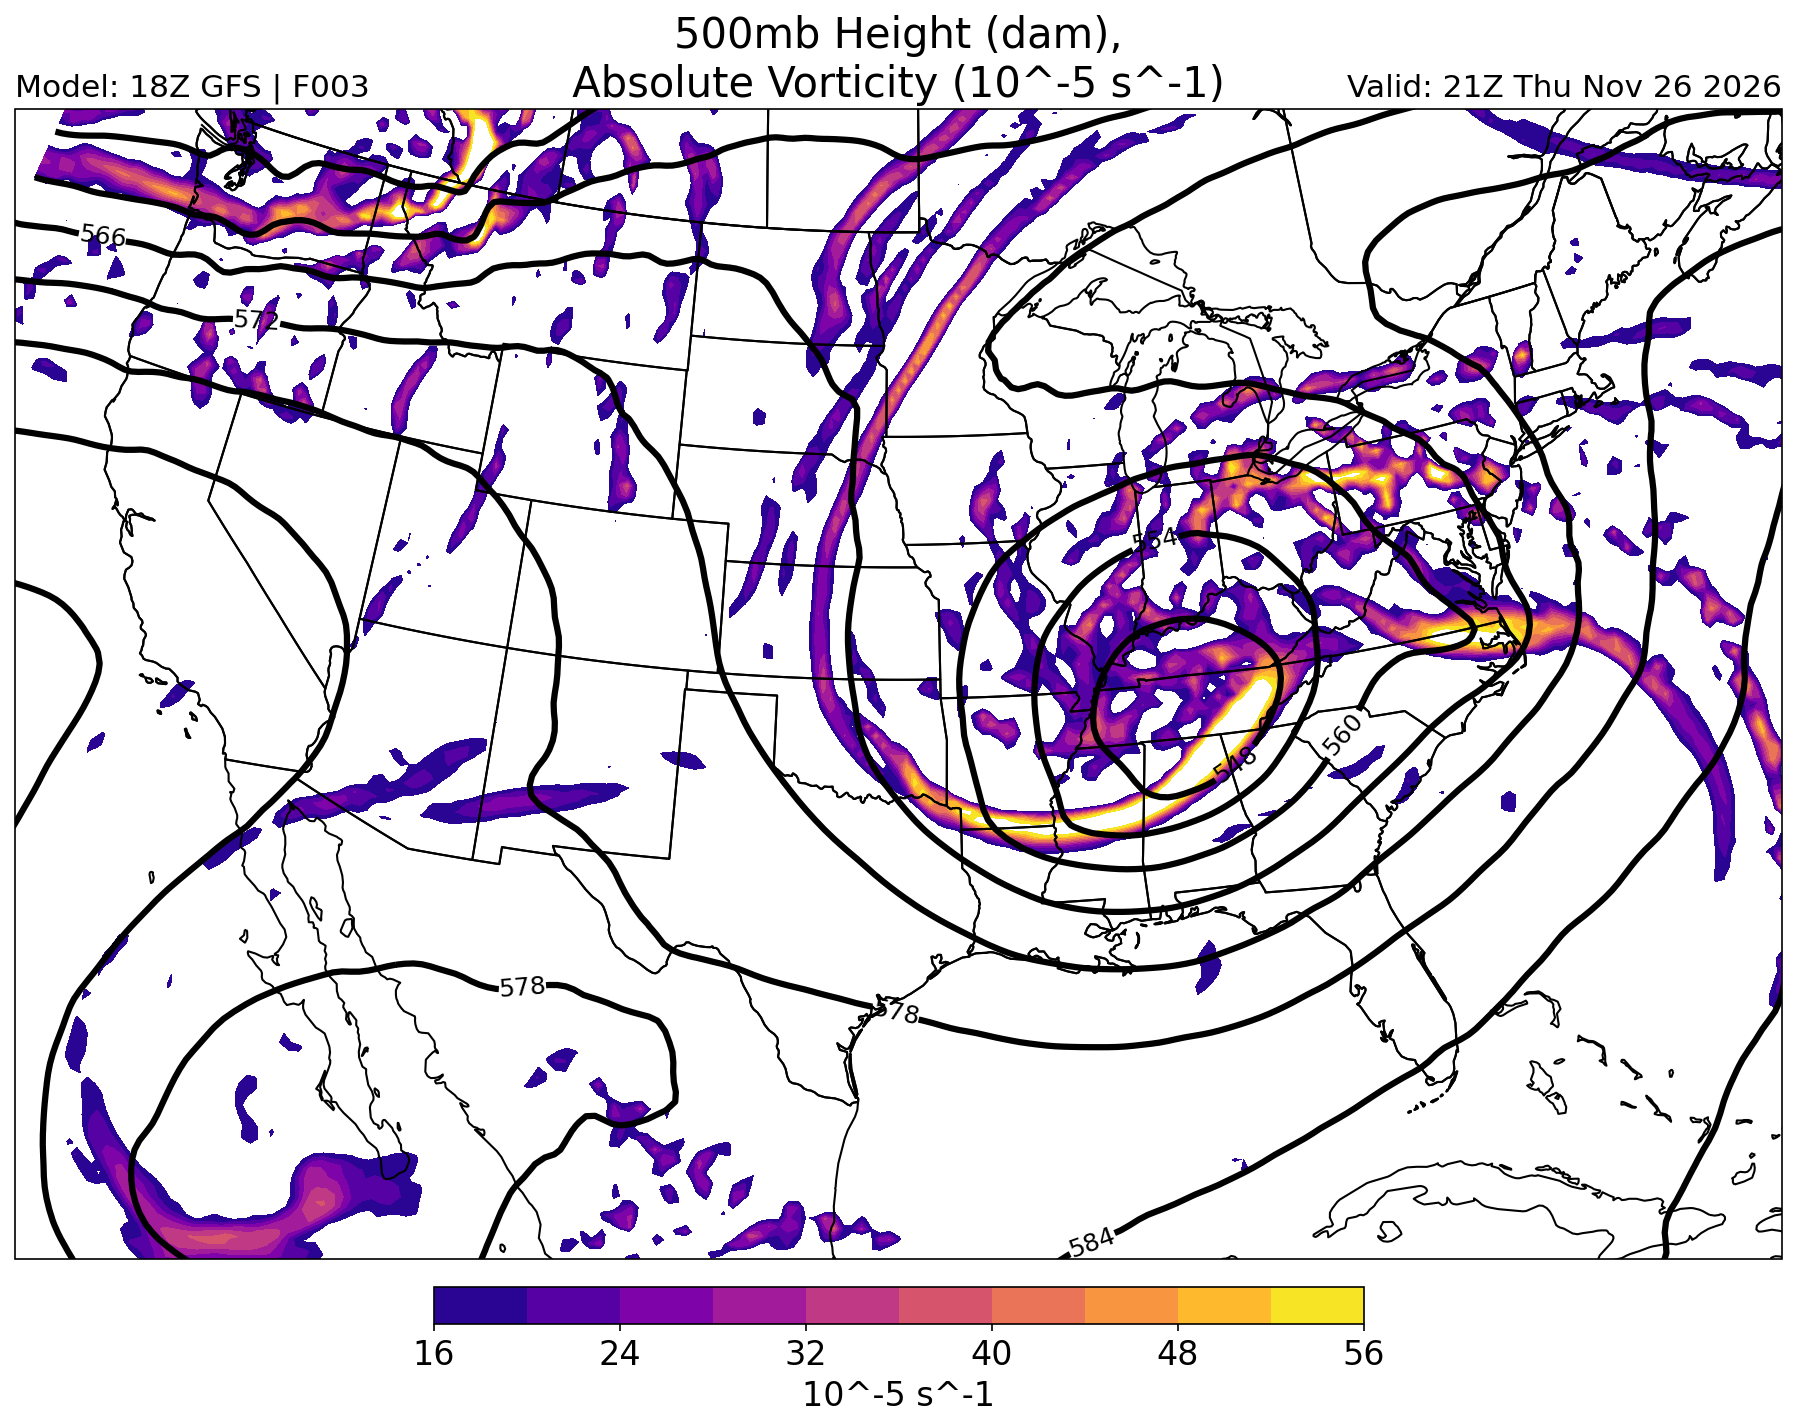 500mb Height (dam),
Absolute Vorticity (10^-5 s^-1)
Model: 18Z GFS | F003
Valid: 21Z Thu Nov 26 2026
566
572
554
560
548
578
578
584
16 24 32 40 48 56
10^-5 s^-1